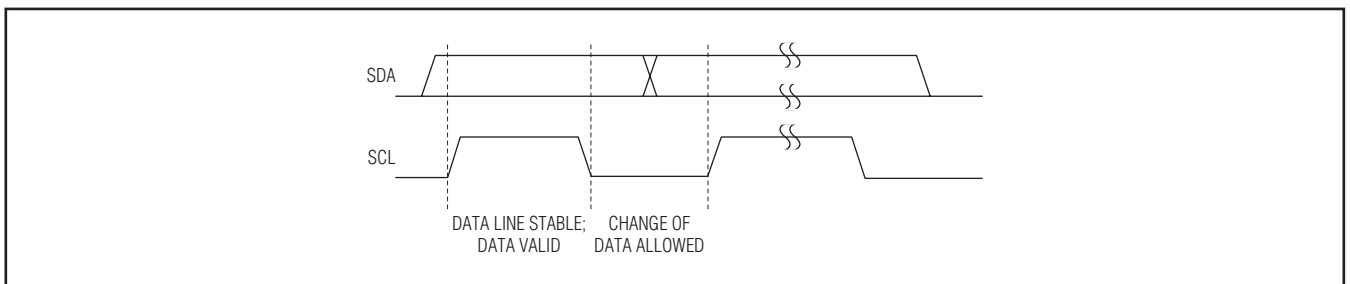 SDA
SCL
DATA LINE STABLE;
DATA VALID
CHANGE OF
DATA ALLOWED